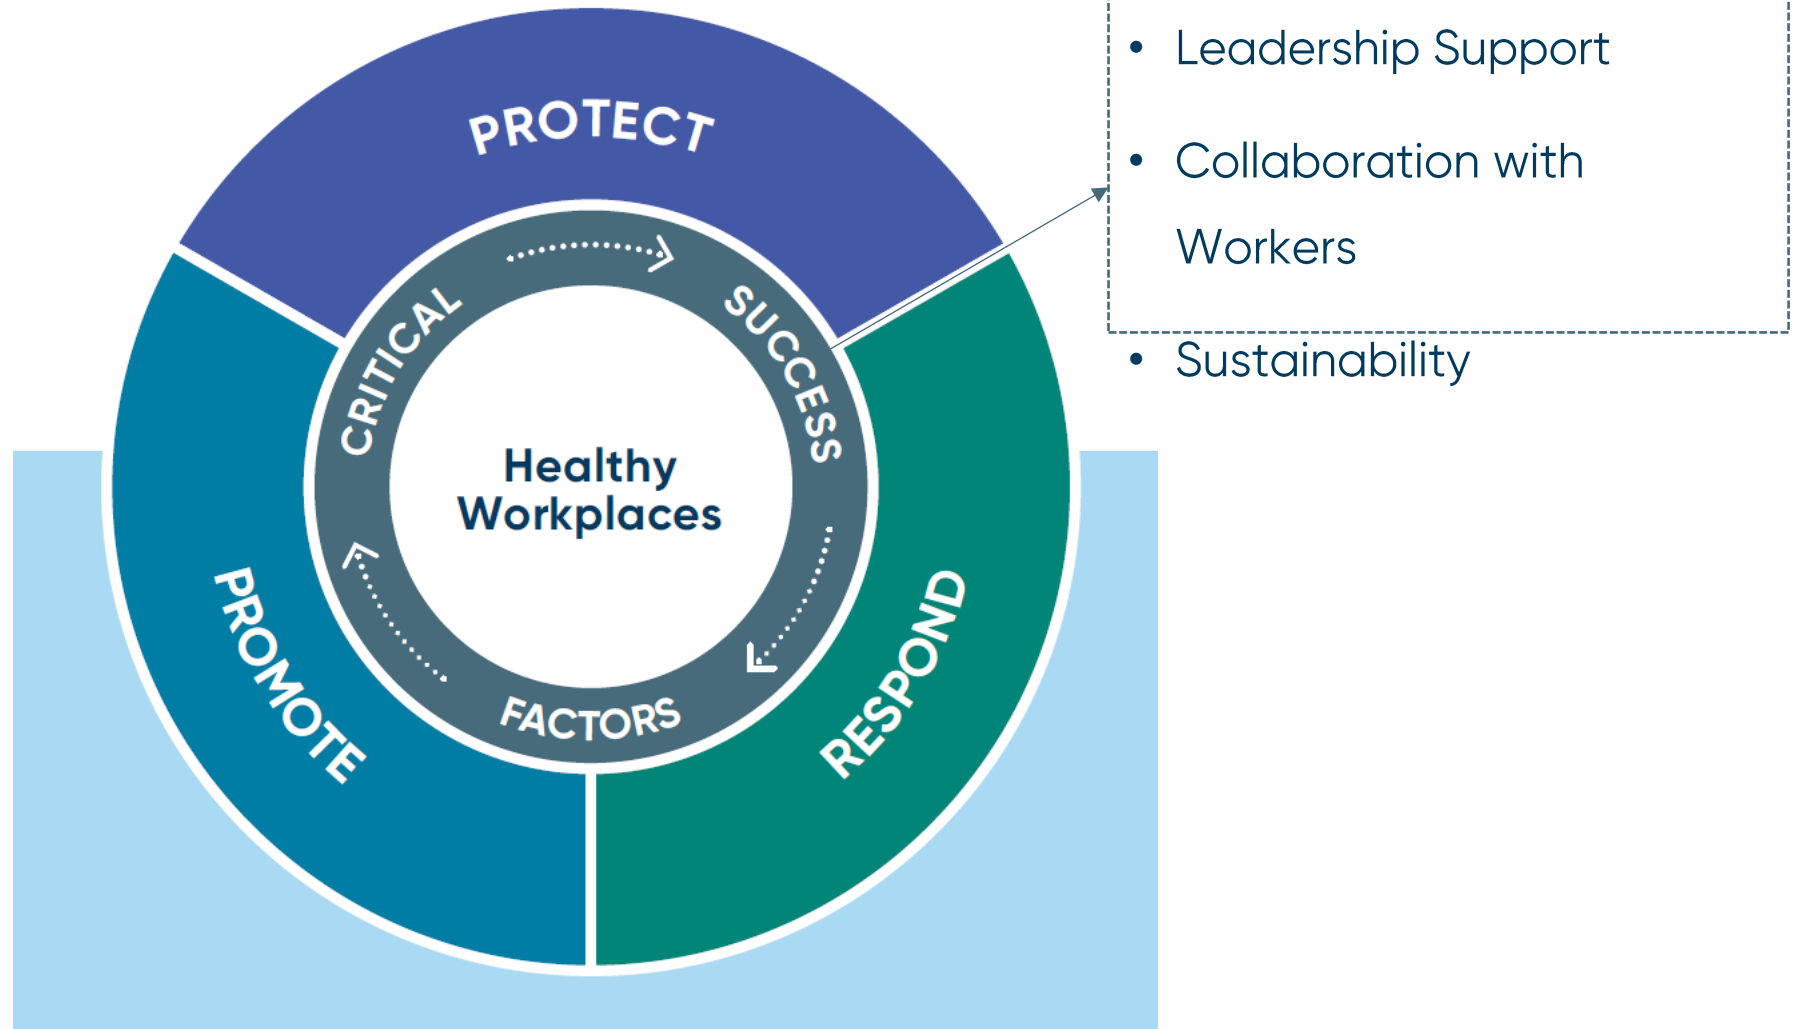 PROTECT
CRITICAL
SUCCESS
FACTORS
Healthy
Workplaces
PROMOTE
RESPOND
• Leadership Support
• Collaboration with
Workers
• Sustainability